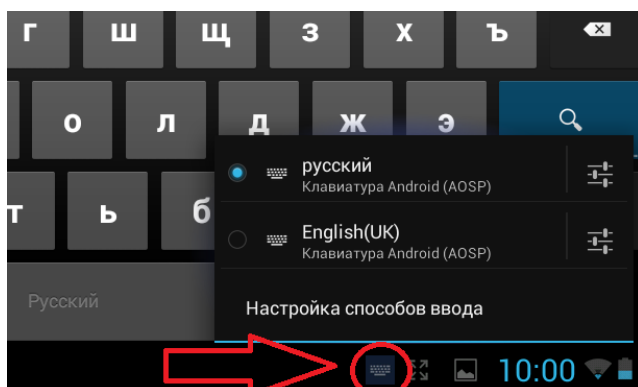 г ш щ з х ъ
о л д ж э
русский
Клавиатура Android (AOSP)
т ь б
English(UK)
Клавиатура Android (AOSP)
Русский
Настройка способов ввода
10:00